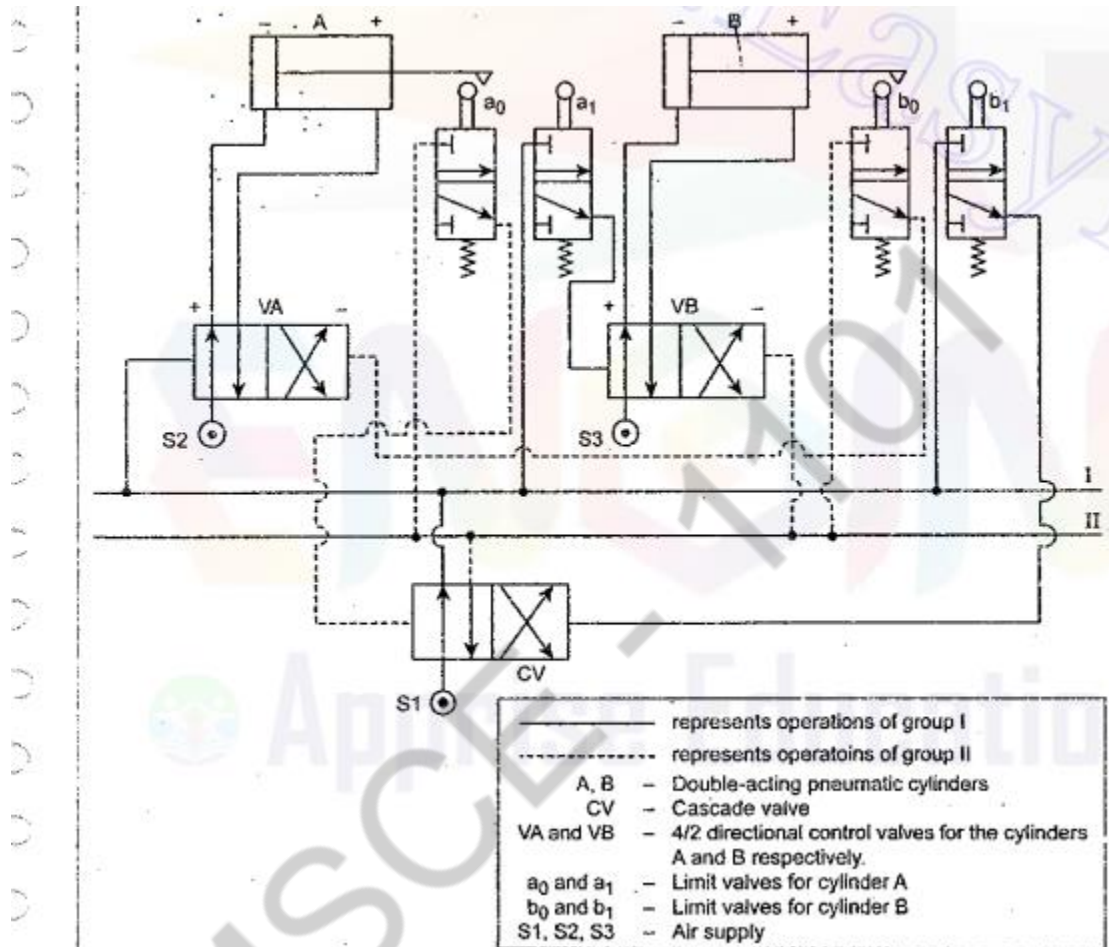 - A +
- B +
a0
a1
b0
b1
+ VA -
+ VB -
S2
S3
I
II
CV
S1
represents operations of group I
represents operatoins of group II
A, B – Double-acting pneumatic cylinders
CV – Cascade valve
VA and VB – 4/2 directional control valves for the cylinders
A and B respectively.
a0 and a1 – Limit valves for cylinder A
b0 and b1 – Limit valves for cylinder B
S1, S2, S3 – Air supply